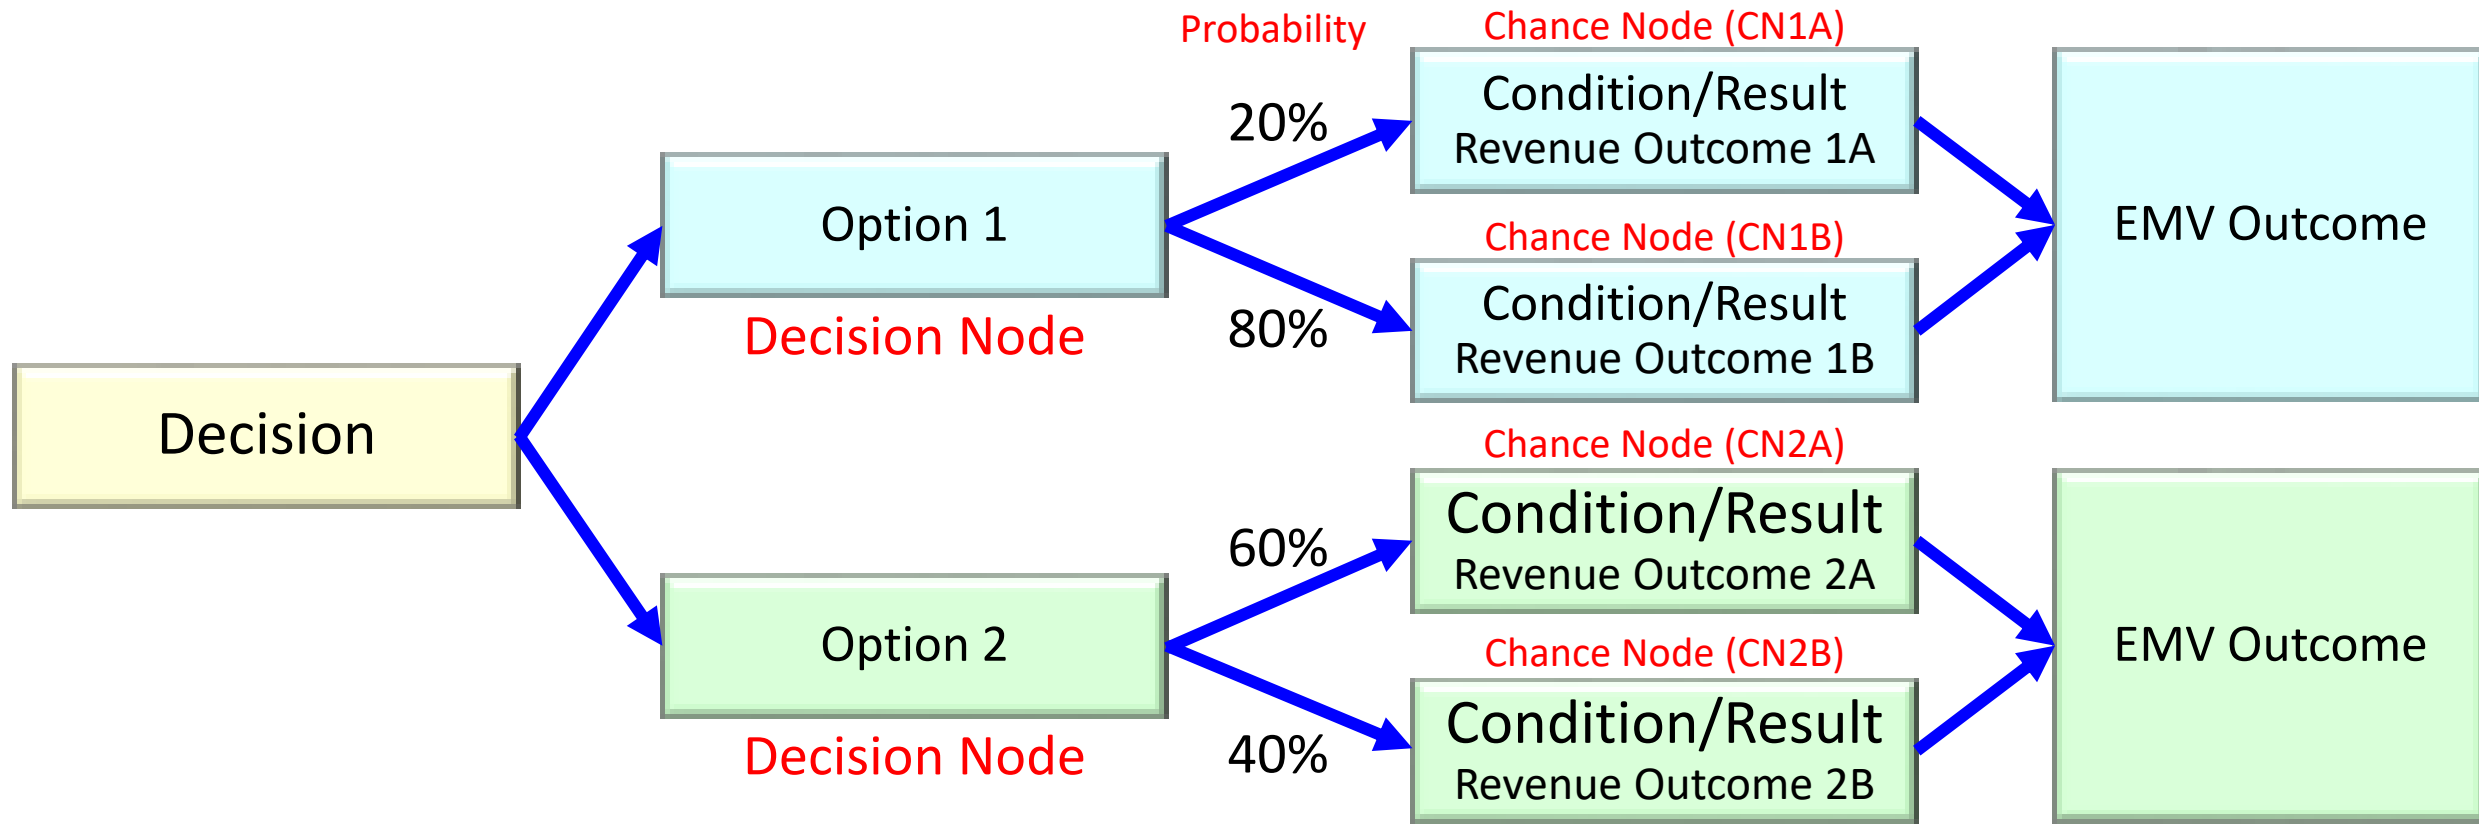 Probability
Chance Node (CN1A)
Condition/Result
Revenue Outcome 1A
20%
Option 1
Decision Node
80%
Chance Node (CN1B)
Condition/Result
Revenue Outcome 1B
EMV Outcome
Decision
Chance Node (CN2A)
Condition/Result
Revenue Outcome 2A
60%
Option 2
Decision Node
40%
Chance Node (CN2B)
Condition/Result
Revenue Outcome 2B
EMV Outcome